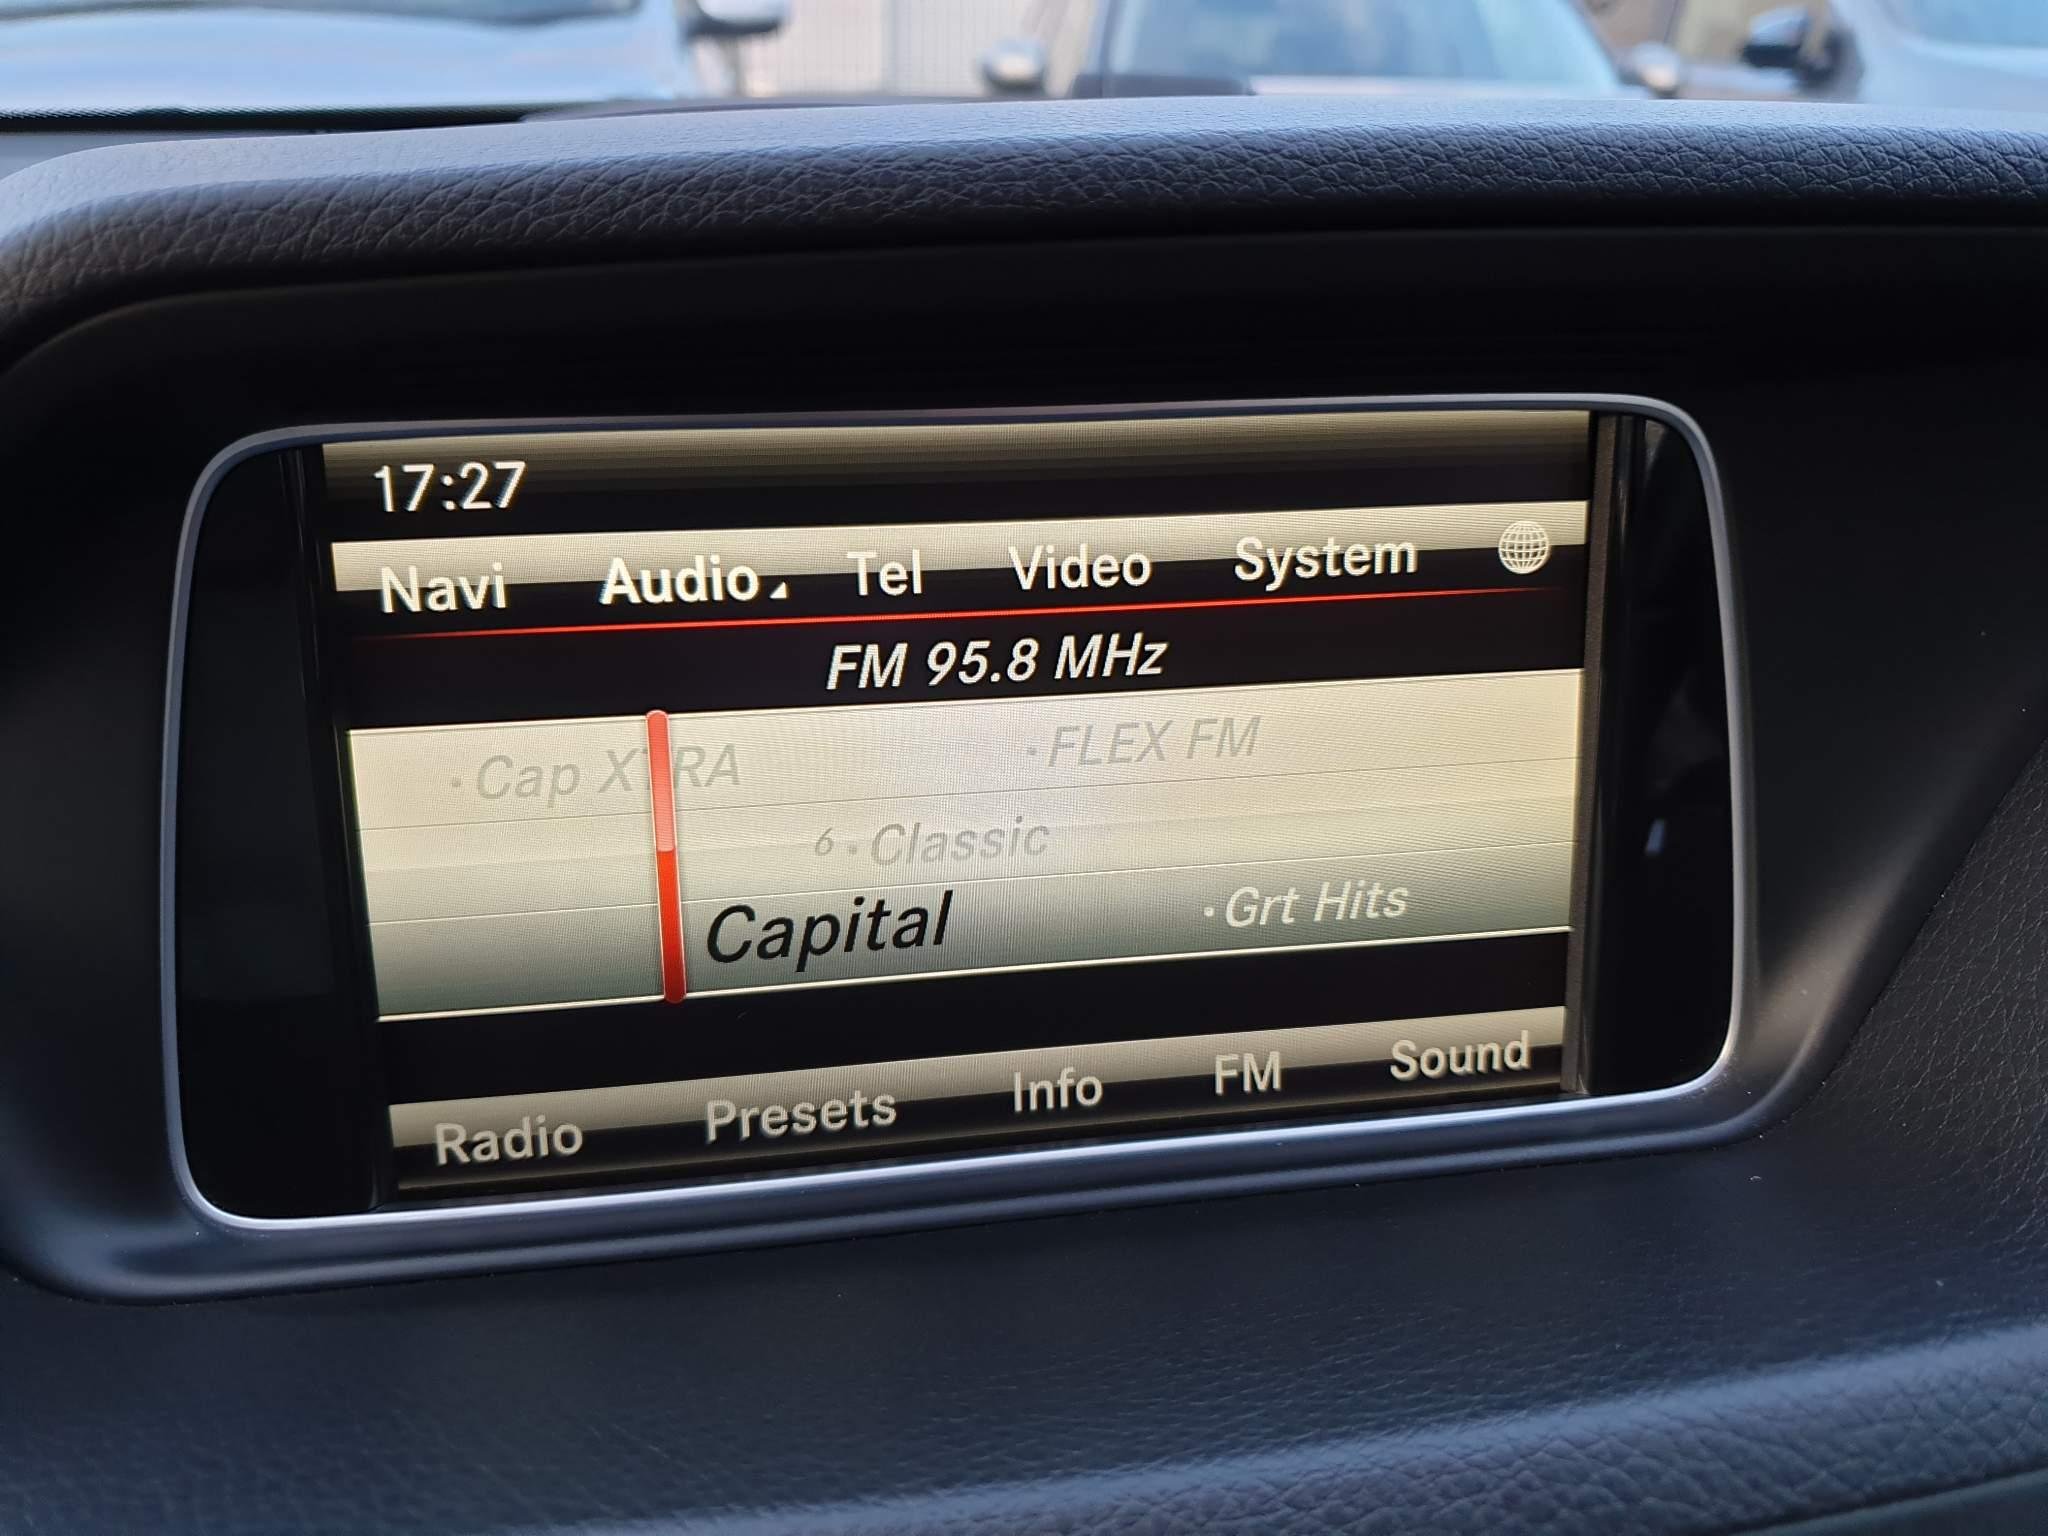 17:27
Navi Audio Tel Video System
FM 95.8 MHz
Cap XTRA FLEX FM
6 Classic
Capital Grt Hits
Radio Presets Info FM Sound